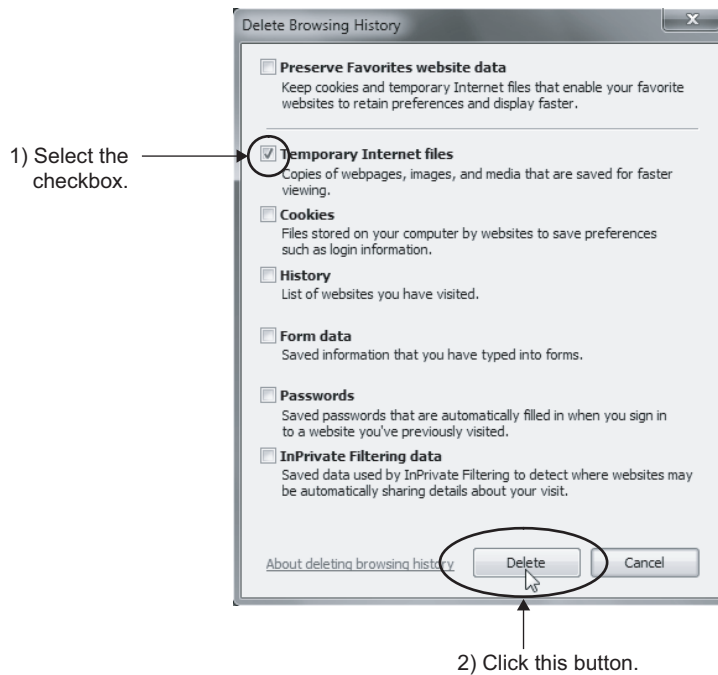 Delete Browsing History
Preserve Favorites website data
Keep cookies and temporary Internet files that enable your favorite
websites to retain preferences and display faster.
1) Select the
checkbox.
Temporary Internet files
Copies of webpages, images, and media that are saved for faster
viewing.
Cookies
Files stored on your computer by websites to save preferences
such as login information.
History
List of websites you have visited.
Form data
Saved information that you have typed into forms.
Passwords
Saved passwords that are automatically filled in when you sign in
to a website you've previously visited.
InPrivate Filtering data
Saved data used by InPrivate Filtering to detect where websites may
be automatically sharing details about your visit.
About deleting browsing history Delete Cancel
2) Click this button.